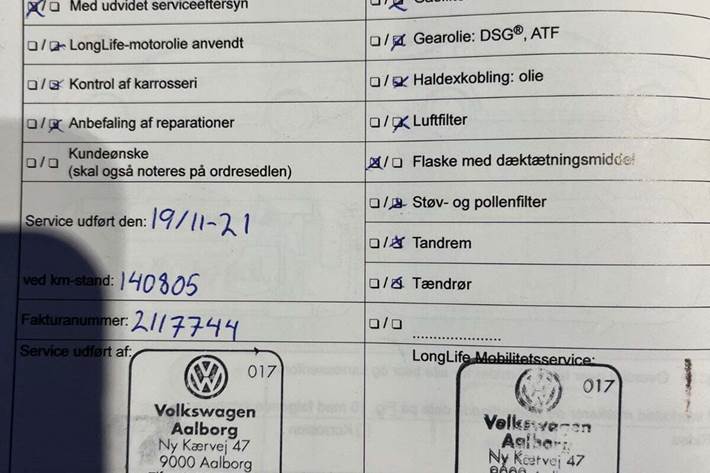 Med udvidet serviceeftersyn
LongLife-motorolie anvendt
Kontrol af karrosseri
Anbefaling af reparationer
Kundeønske
(skal også noteres på ordresedlen)
Service udført den: 19/11-21
ved km-stand: 140805
Fakturanummer: 2117744
Service udført af:
017
Volkswagen
Aalborg
Ny Kærvej 47
9000 Aalborg
Gearolie: DSG®, ATF
Haldexkobling: olie
Luftfilter
Flaske med dæktætningsmiddel
Støv- og pollenfilter
Tandrem
Tændrør
LongLife Mobilitetsservice:
017
Volkswagen
Aalborg
Ny Kærvej 47
9000 Aalborg